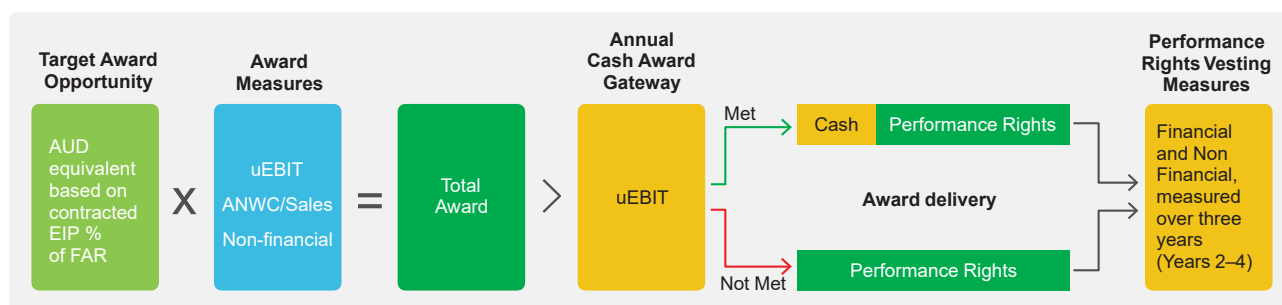 Target Award
Opportunity
AUD
equivalent
based on
contracted
EIP %
of FAR
X
Award
Measures
uEBIT
ANWC/Sales
Non-financial
=
Total
Award
>
Annual
Cash Award
Gateway
uEBIT
Met
Cash
Performance Rights
Award delivery
Not Met
Performance Rights
Performance
Rights Vesting
Measures
Financial
and Non
Financial,
measured
over three
years
(Years 2–4)